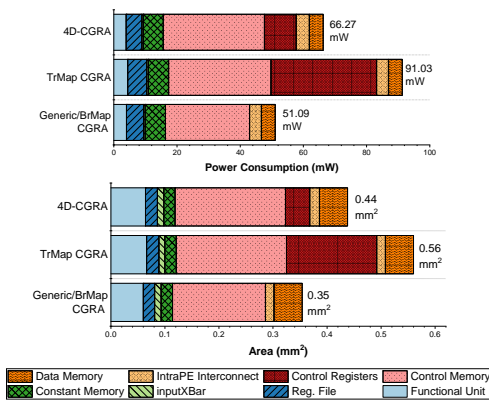 4D-CGRA
66.27
mW
TrMap CGRA
91.03
mW
Generic/BrMap
CGRA
51.09
mW
0 20 40 60 80 100
Power Consumption (mW)
4D-CGRA
0.44
mm²
TrMap CGRA
0.56
mm²
Generic/BrMap
CGRA
0.35
mm²
0.0 0.1 0.2 0.3 0.4 0.5 0.6
Area (mm²)
Data Memory IntraPE Interconnect Control Registers Control Memory
Constant Memory inputXBar Reg. File Functional Unit